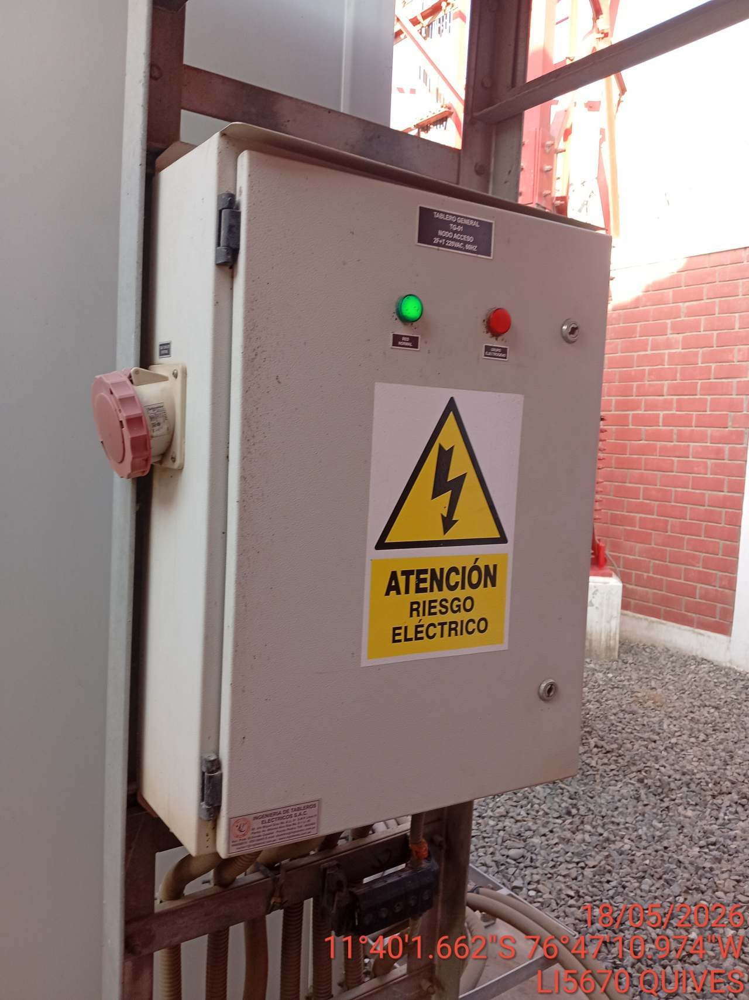 TABLERO GENERAL
TG-01
NODO ACCESO
2F+T 220VAC, 60HZ
RED
NORMAL
GRUPO
ELECTROGENO
ATENCIÓN
RIESGO
ELÉCTRICO
INGENIERIA DE TABLEROS
ELECTRICOS S.A.C.
18/05/2026
11°40'1.662"S 76°47'10.974"W
LI5670 QUIVES